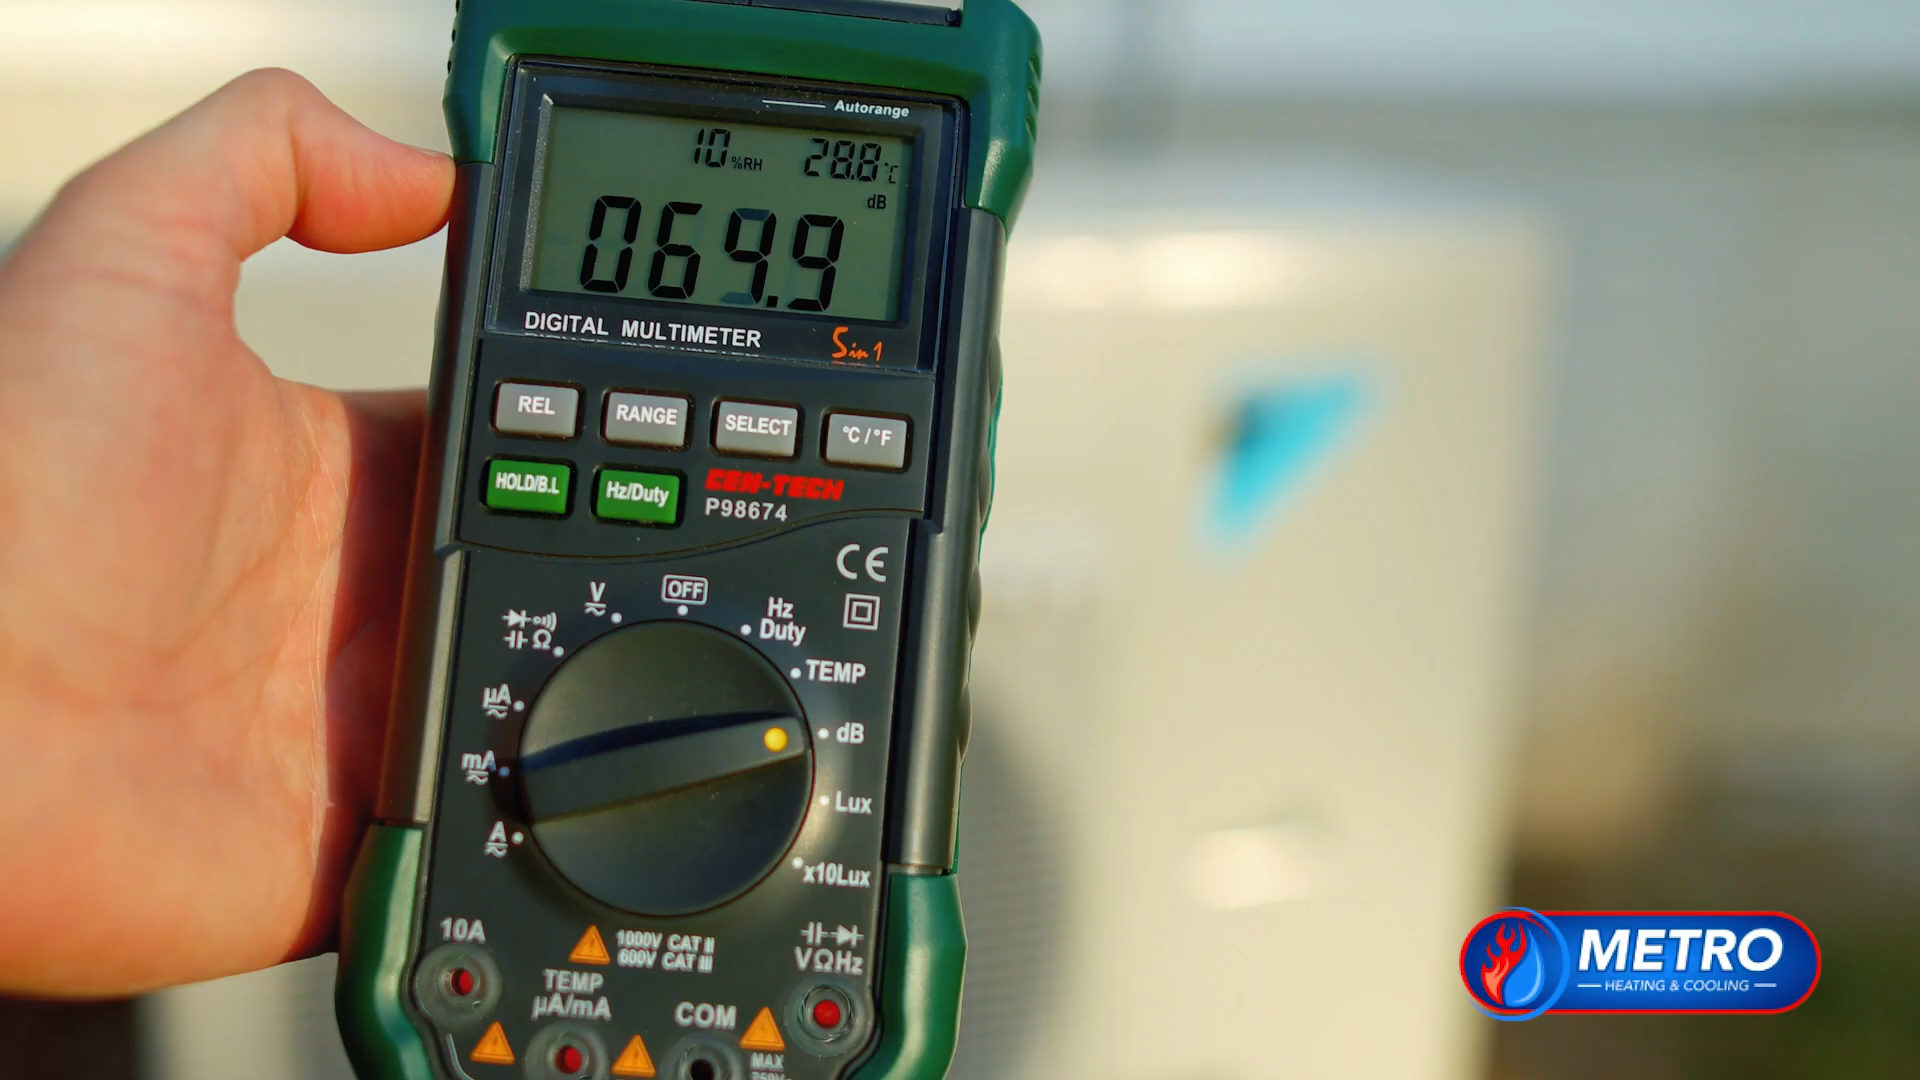 Autorange
10 %RH 28.8 °C
dB
069.9
DIGITAL MULTIMETER 5 in 1
REL RANGE SELECT °C / °F
HOLD/B.L Hz/Duty CEN-TECH
P98674
CE
OFF
V
Hz
Duty
Ω
TEMP
µA
dB
mA
Lux
A
x10Lux
10A
1000V CAT II
600V CAT III
VΩHz
TEMP
µA/mA
COM
MAX
METRO
HEATING & COOLING